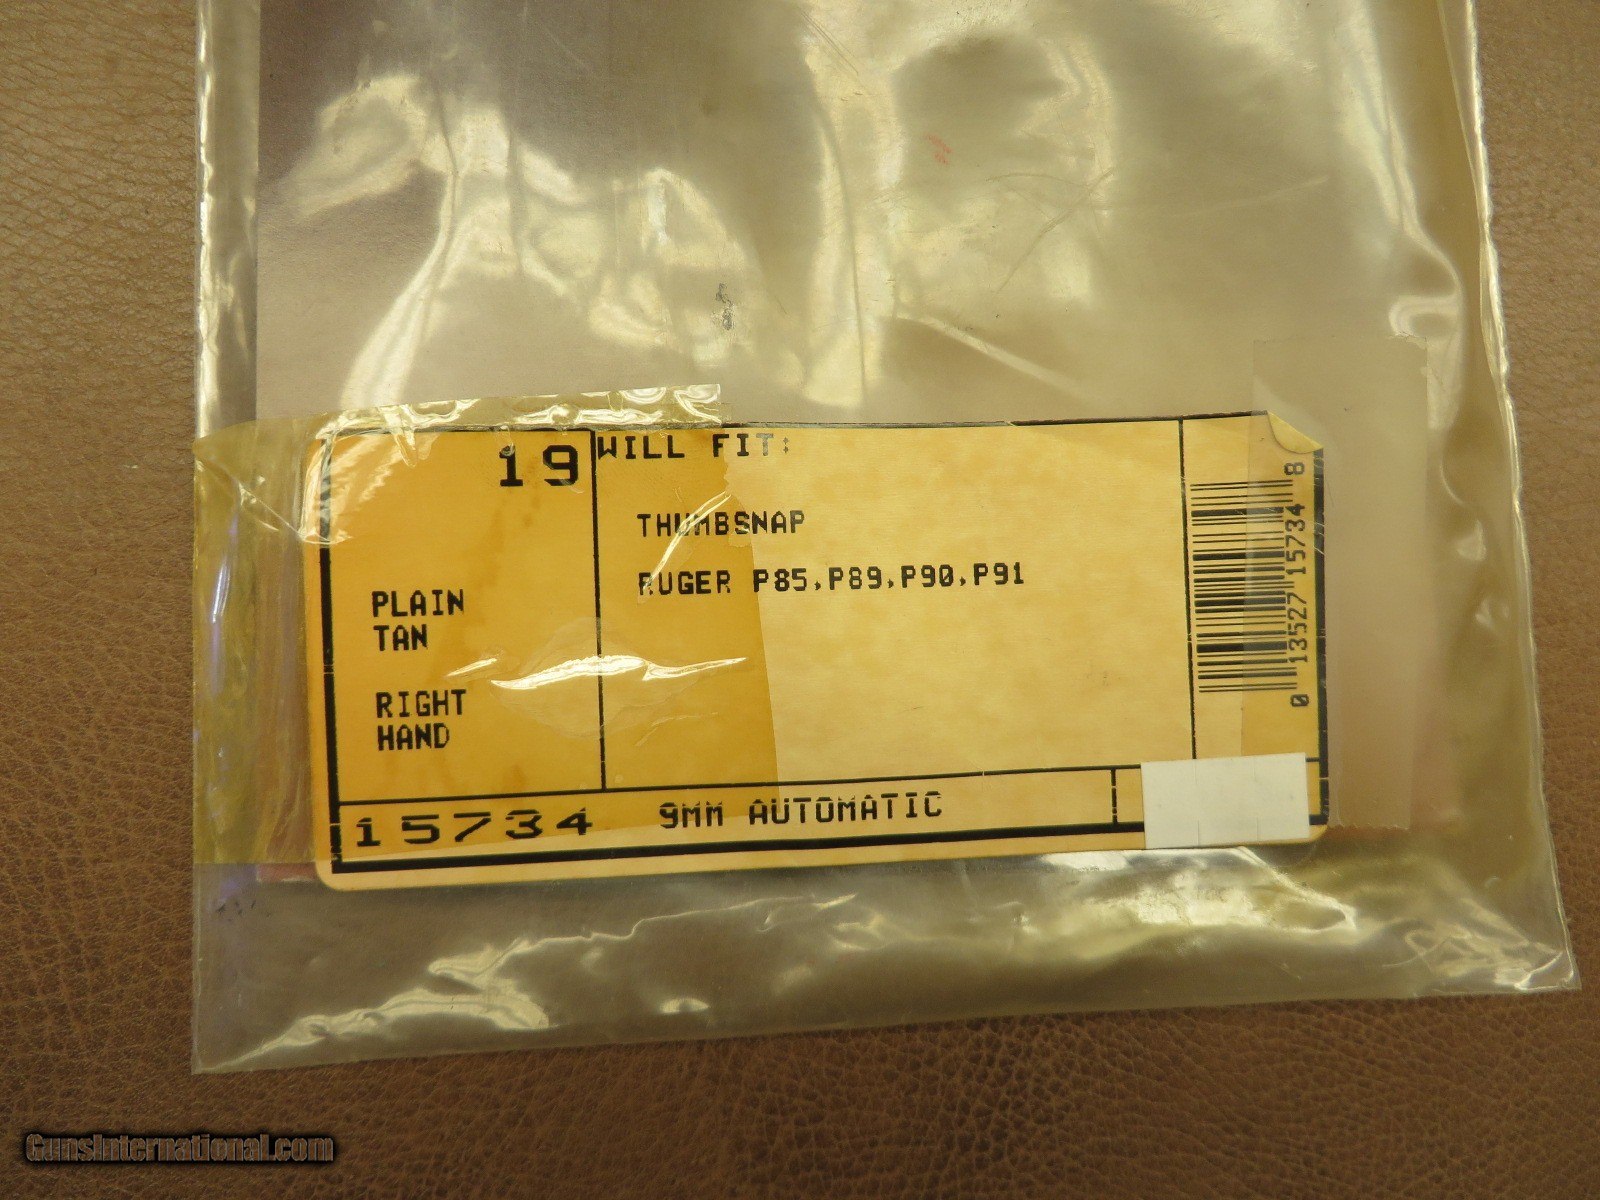 19
WILL FIT:
THUMBSNAP
RUGER P85,P89,P90,P91
PLAIN
TAN
RIGHT
HAND
15734
9MM AUTOMATIC
0 13527 15734 8
GunsInternational.com